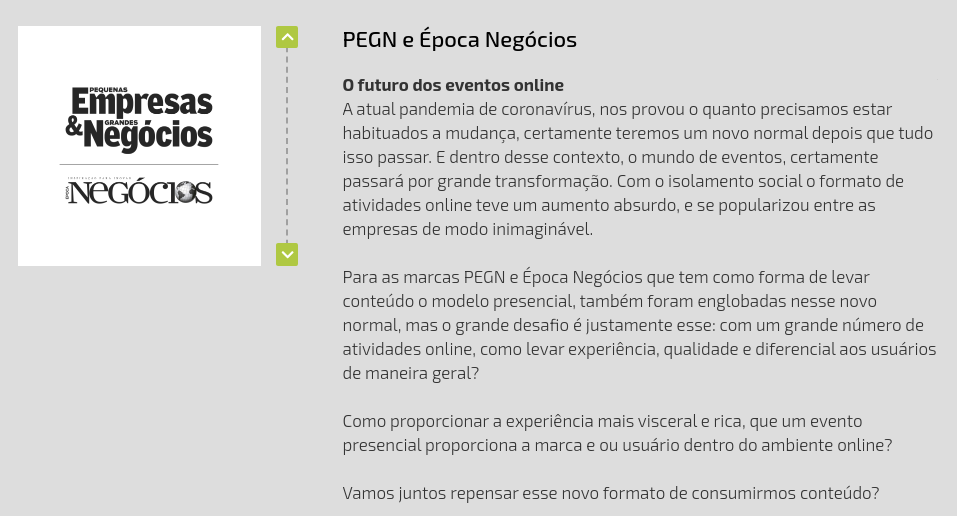 PEQUENAS
Empresas
GRANDES
&Negócios
INSPIRAÇÃO PARA INOVAR
ÉPOCA
NEGÓCIOS
PEGN e Época Negócios
O futuro dos eventos online
A atual pandemia de coronavírus, nos provou o quanto precisamos estar
habituados a mudança, certamente teremos um novo normal depois que tudo
isso passar. E dentro desse contexto, o mundo de eventos, certamente
passará por grande transformação. Com o isolamento social o formato de
atividades online teve um aumento absurdo, e se popularizou entre as
empresas de modo inimaginável.
Para as marcas PEGN e Época Negócios que tem como forma de levar
conteúdo o modelo presencial, também foram englobadas nesse novo
normal, mas o grande desafio é justamente esse: com um grande número de
atividades online, como levar experiência, qualidade e diferencial aos usuários
de maneira geral?
Como proporcionar a experiência mais visceral e rica, que um evento
presencial proporciona a marca e ou usuário dentro do ambiente online?
Vamos juntos repensar esse novo formato de consumirmos conteúdo?